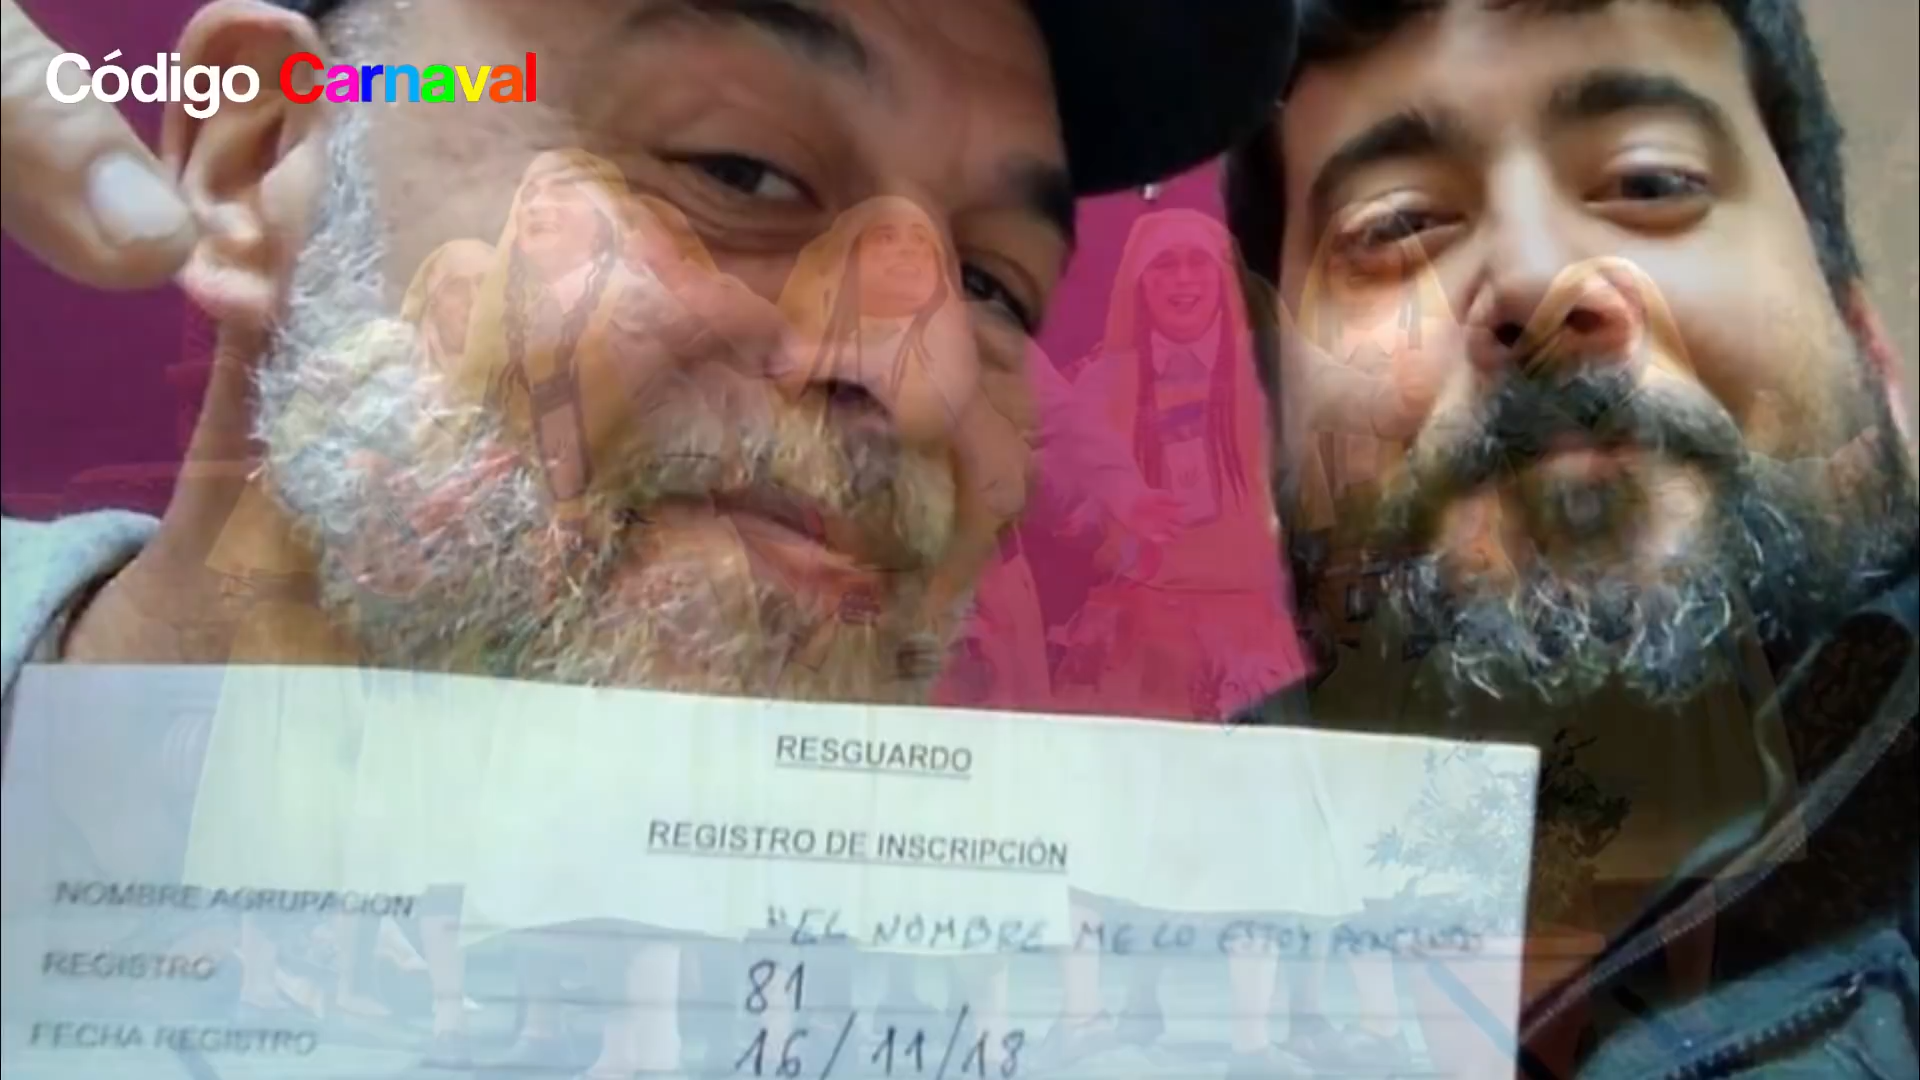 Código Carnaval
RESGUARDO
REGISTRO DE INSCRIPCIÓN
NOMBRE AGRUPACION
"EL NOMBRE ME LO ESTOY PENSANDO"
REGISTRO
81
FECHA REGISTRO
16/11/18